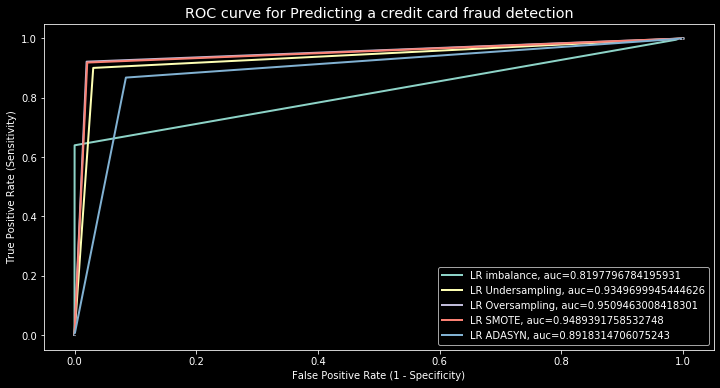 ROC curve for Predicting a credit card fraud detection
True Positive Rate (Sensitivity)
1.0
0.8
0.6
0.4
0.2
0.0
LR imbalance, auc=0.8197796784195931
LR Undersampling, auc=0.9349699945444626
LR Oversampling, auc=0.9509463008418301
LR SMOTE, auc=0.9489391758532748
LR ADASYN, auc=0.8918314706075243
0.0 0.2 0.4 0.6 0.8 1.0
False Positive Rate (1 - Specificity)